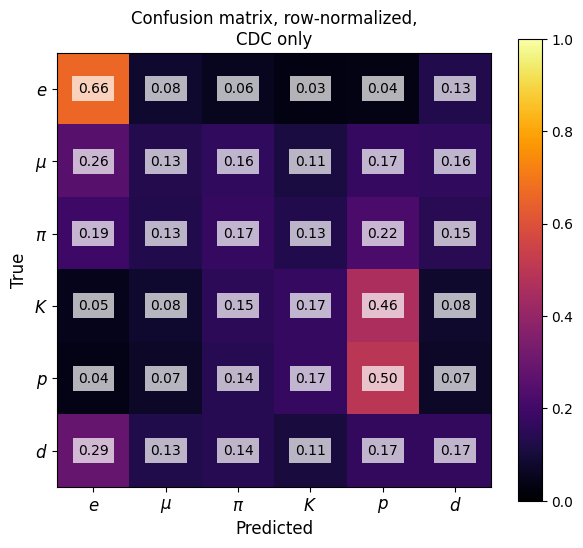 Confusion matrix, row-normalized,
CDC only
e 0.66 0.08 0.06 0.03 0.04 0.13
μ 0.26 0.13 0.16 0.11 0.17 0.16
π 0.19 0.13 0.17 0.13 0.22 0.15
K 0.05 0.08 0.15 0.17 0.46 0.08
p 0.04 0.07 0.14 0.17 0.50 0.07
d 0.29 0.13 0.14 0.11 0.17 0.17
e μ π K p d
True
Predicted
1.0
0.8
0.6
0.4
0.2
0.0